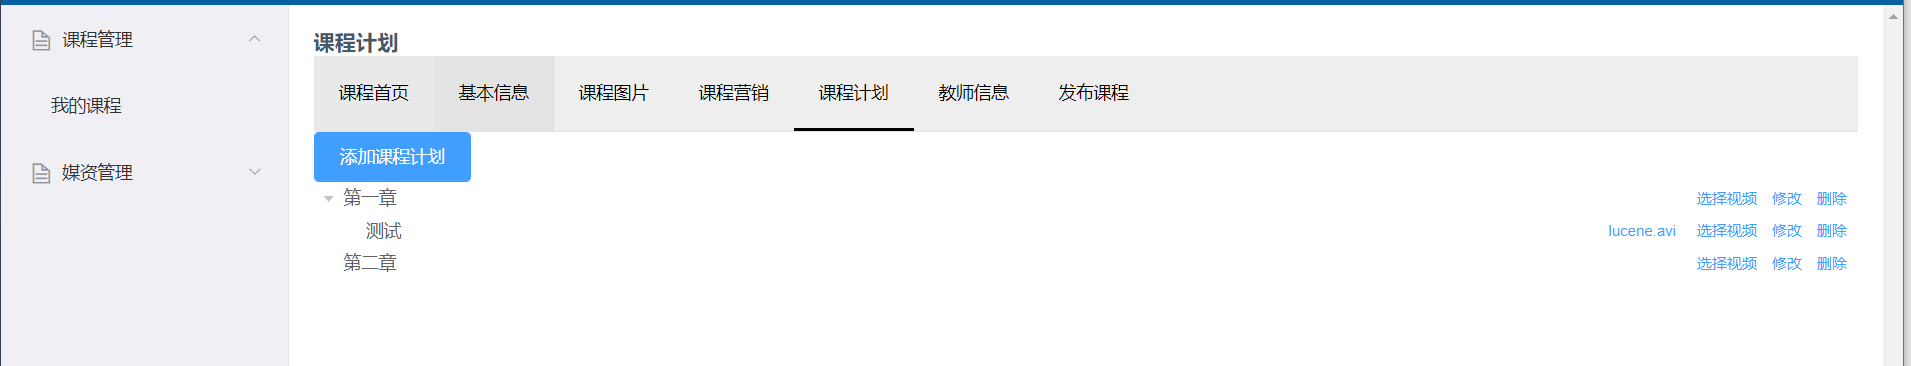 课程管理
我的课程
媒资管理
课程计划
课程首页 基本信息 课程图片 课程营销 课程计划 教师信息 发布课程
添加课程计划
第一章 选择视频 修改 删除
测试 lucene.avi 选择视频 修改 删除
第二章 选择视频 修改 删除